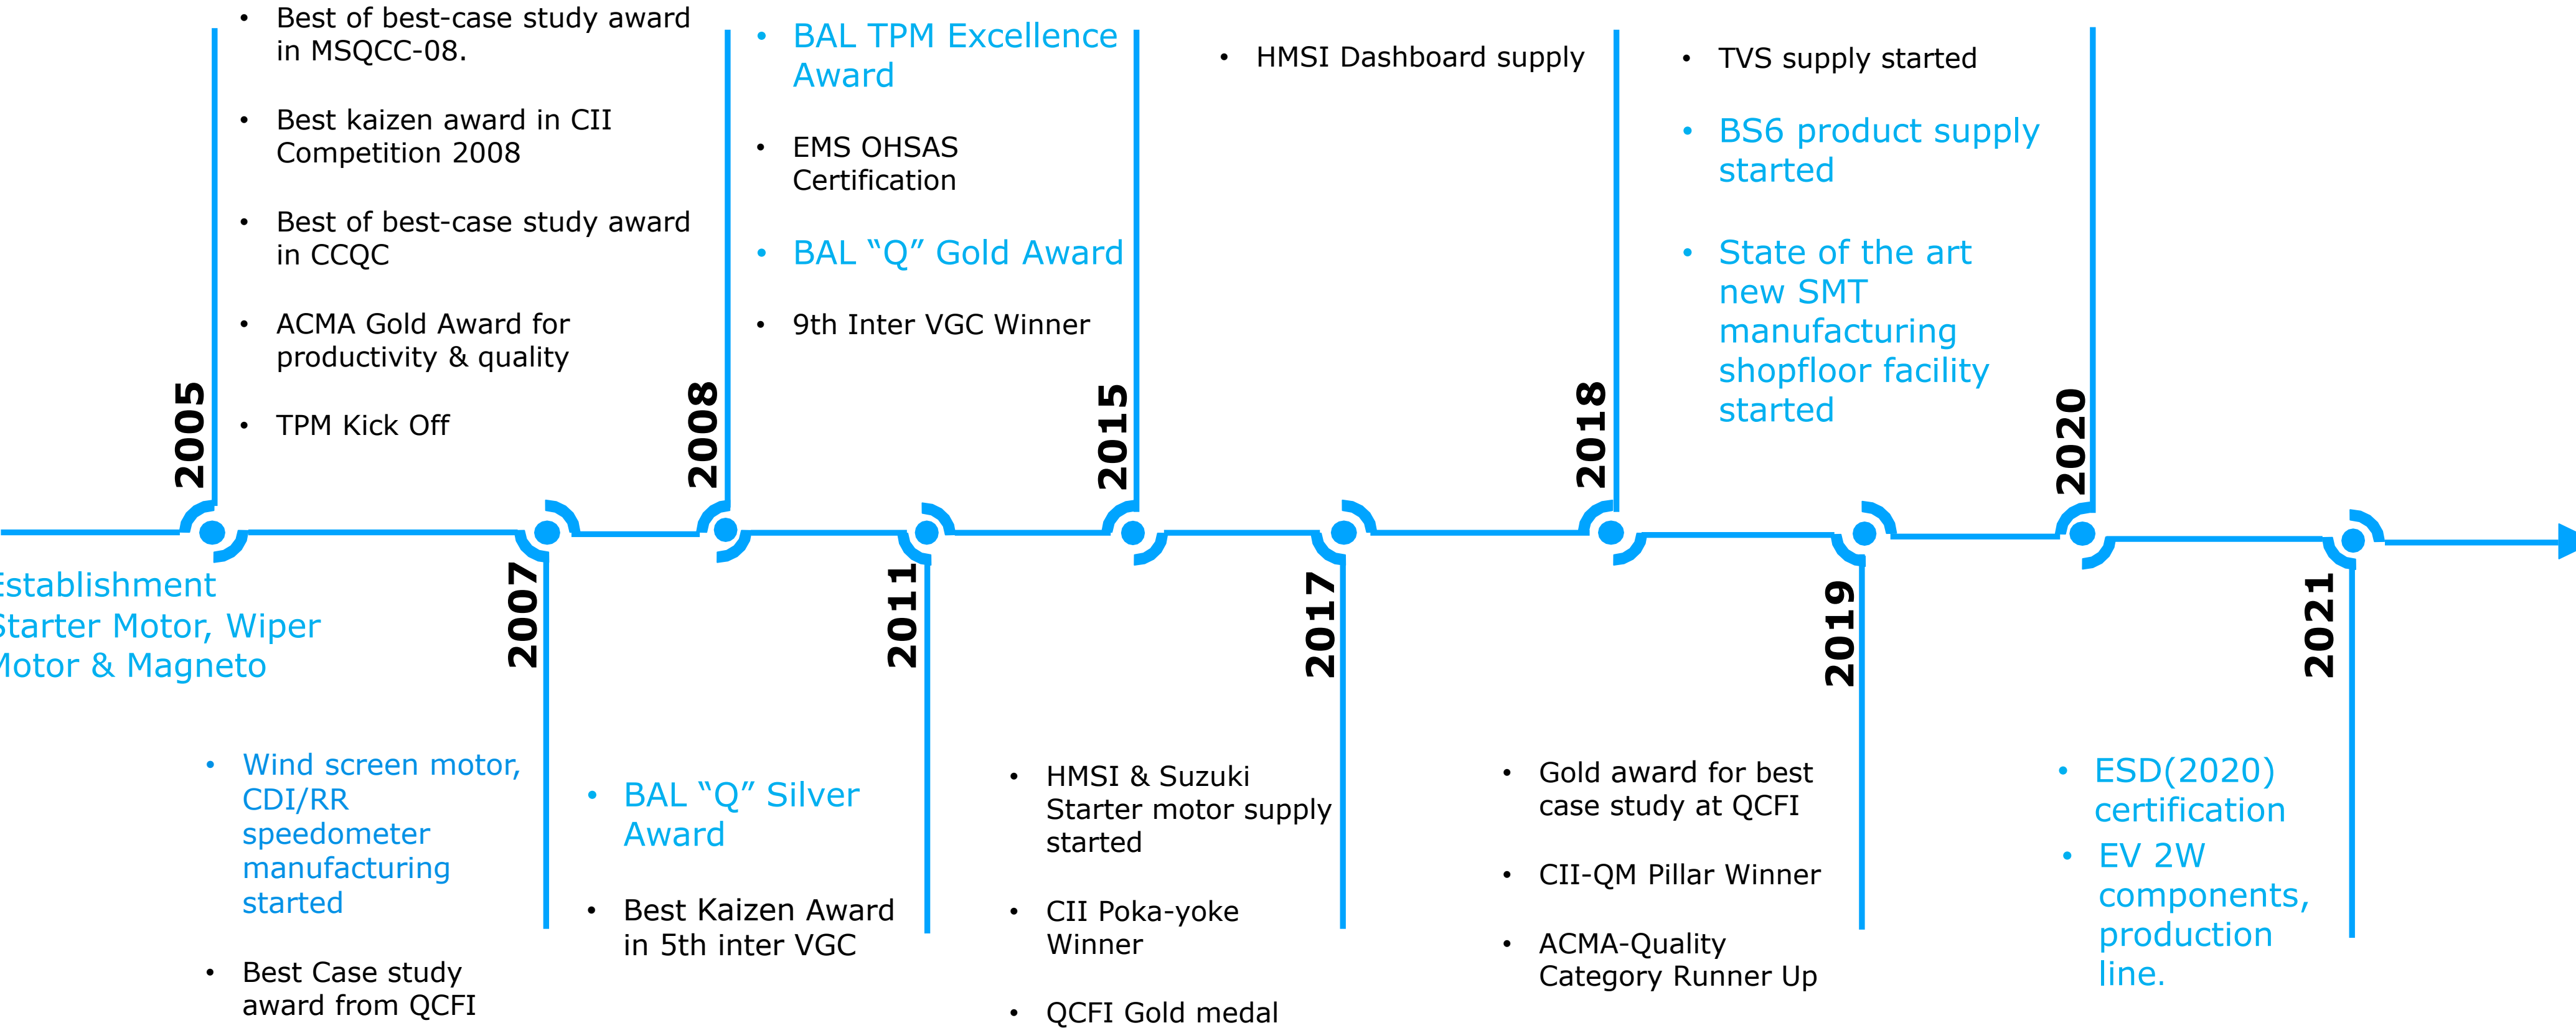 2005
Establishment
Starter Motor, Wiper
Motor & Magneto
2007
• Wind screen motor,
CDI/RR
speedometer
manufacturing
started
• Best Case study
award from QCFI
2008
• Best of best-case study award
in MSQCC-08.
• Best kaizen award in CII
Competition 2008
• Best of best-case study award
in CCQC
• ACMA Gold Award for
productivity & quality
• TPM Kick Off
2011
• BAL “Q” Silver
Award
• Best Kaizen Award
in 5th inter VGC
2015
• BAL TPM Excellence
Award
• EMS OHSAS
Certification
• BAL “Q” Gold Award
• 9th Inter VGC Winner
2017
• HMSI & Suzuki
Starter motor supply
started
• CII Poka-yoke
Winner
• QCFI Gold medal
2018
• HMSI Dashboard supply
2019
• Gold award for best
case study at QCFI
• CII-QM Pillar Winner
• ACMA-Quality
Category Runner Up
2020
• TVS supply started
• BS6 product supply
started
• State of the art
new SMT
manufacturing
shopfloor facility
started
2021
• ESD(2020)
certification
• EV 2W
components,
production
line.